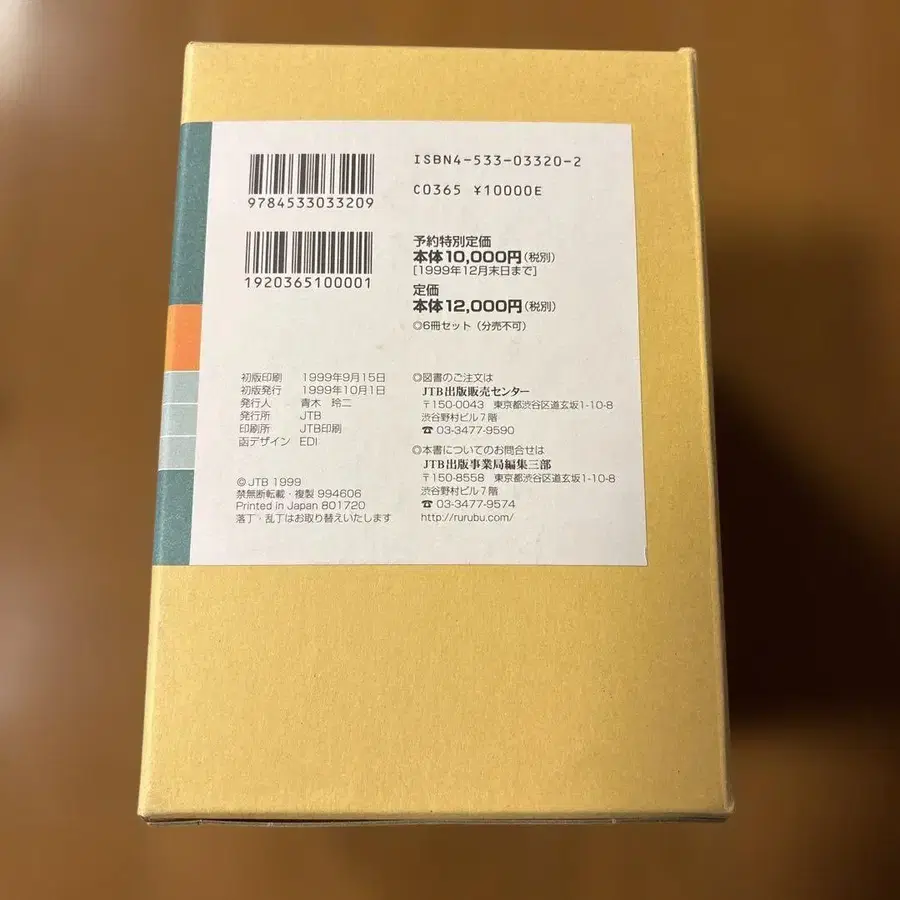 9784533033209
1920365100001
ISBN4-533-03320-2
C0365 ¥10000E
予約特別定価
本体10,000円(税別)
[1999年12月末日まで]
定価
本体12,000円(税別)
◎6冊セット(分売不可)
初版印刷 1999年9月15日
初版発行 1999年10月1日
発行人 青木 玲二
発行所 JTB
印刷所 JTB印刷
函デザイン EDI
©JTB 1999
禁無断転載・複製 994606
Printed in Japan 801720
落丁・乱丁はお取り替えいたします
◎図書のご注文は
JTB出版販売センター
〒150-0043 東京都渋谷区道玄坂1-10-8
渋谷野村ビル7階
☎03-3477-9590
◎本書についてのお問合せは
JTB出版事業局編集三部
〒150-8558 東京都渋谷区道玄坂1-10-8
渋谷野村ビル7階
☎03-3477-9574
http://rurubu.com/